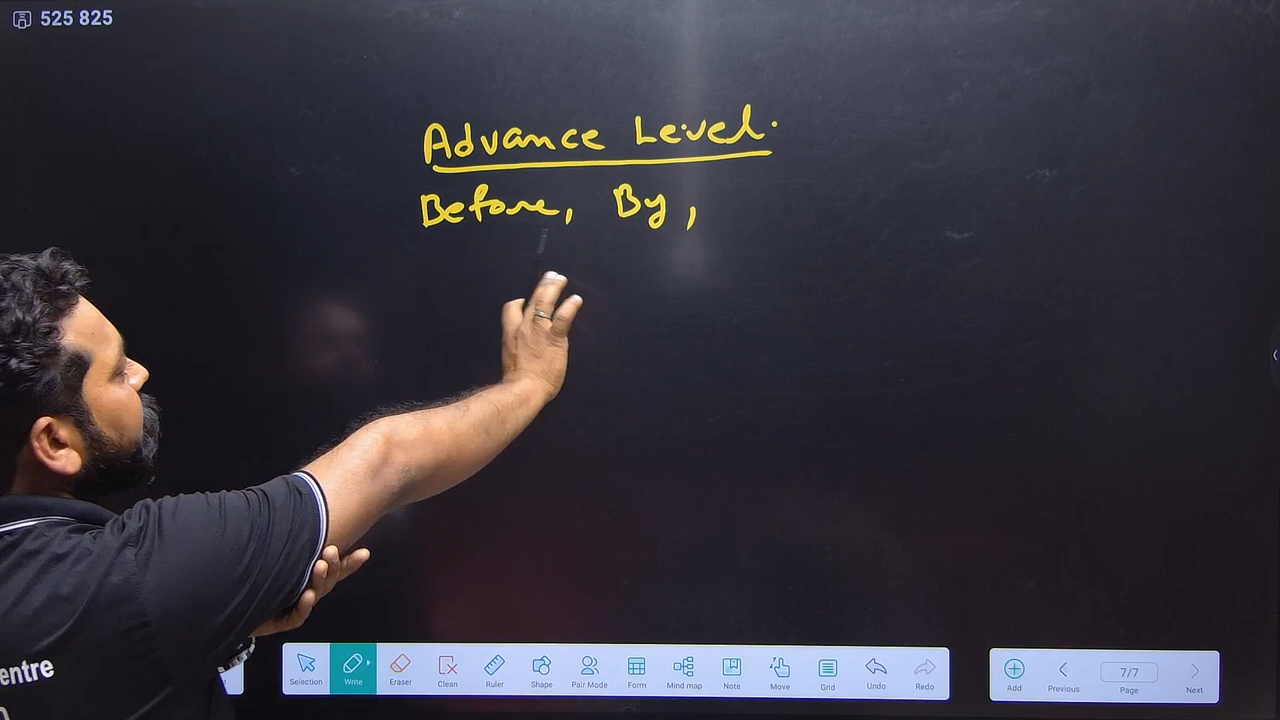 525 825
Advance Level.
Before, By,
entre
Selection
Write
Eraser
Clean
Ruler
Shape
Pair Mode
Form
Mind map
Note
Move
Grid
Undo
Redo
Add
Previous
7/7
Page
Next